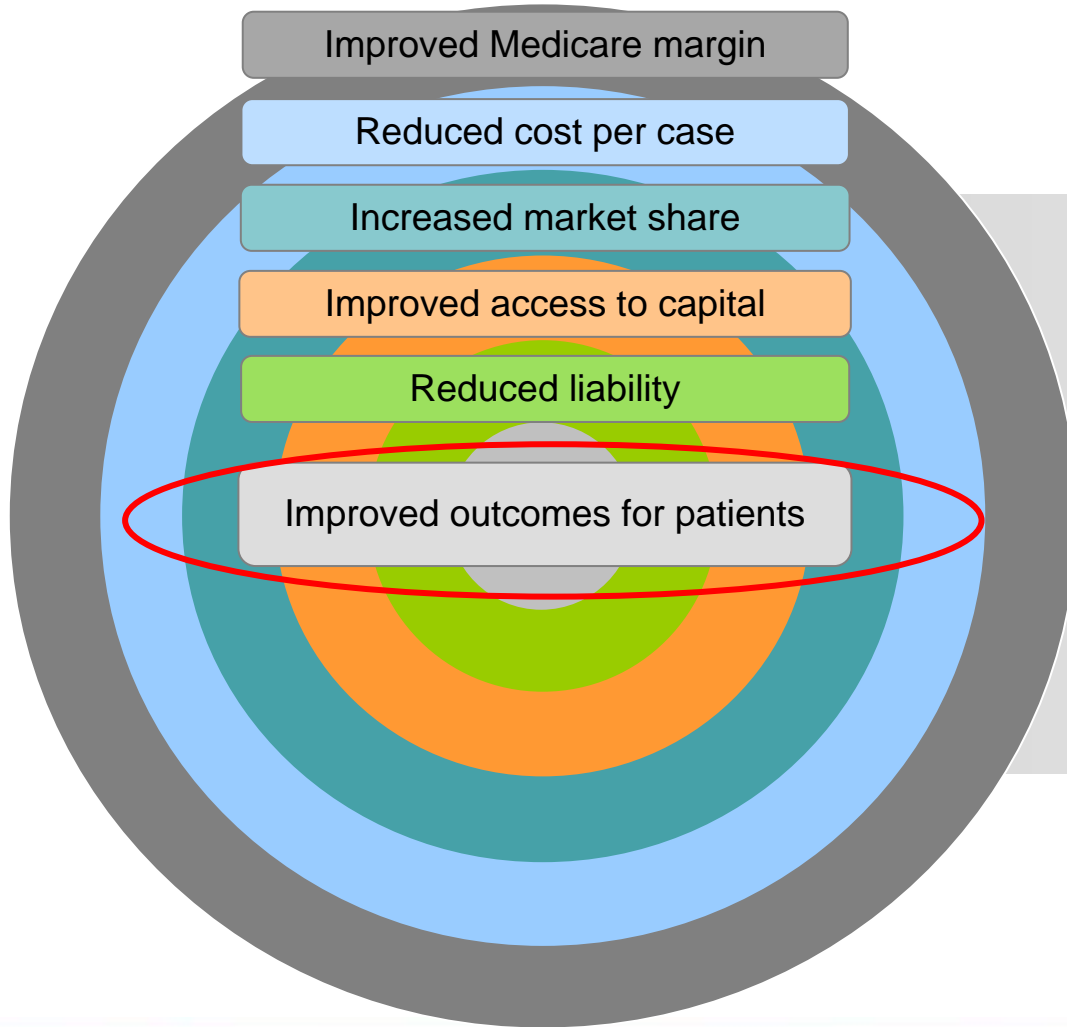 Improved Medicare margin
Reduced cost per case
Increased market share
Improved access to capital
Reduced liability
Improved outcomes for patients